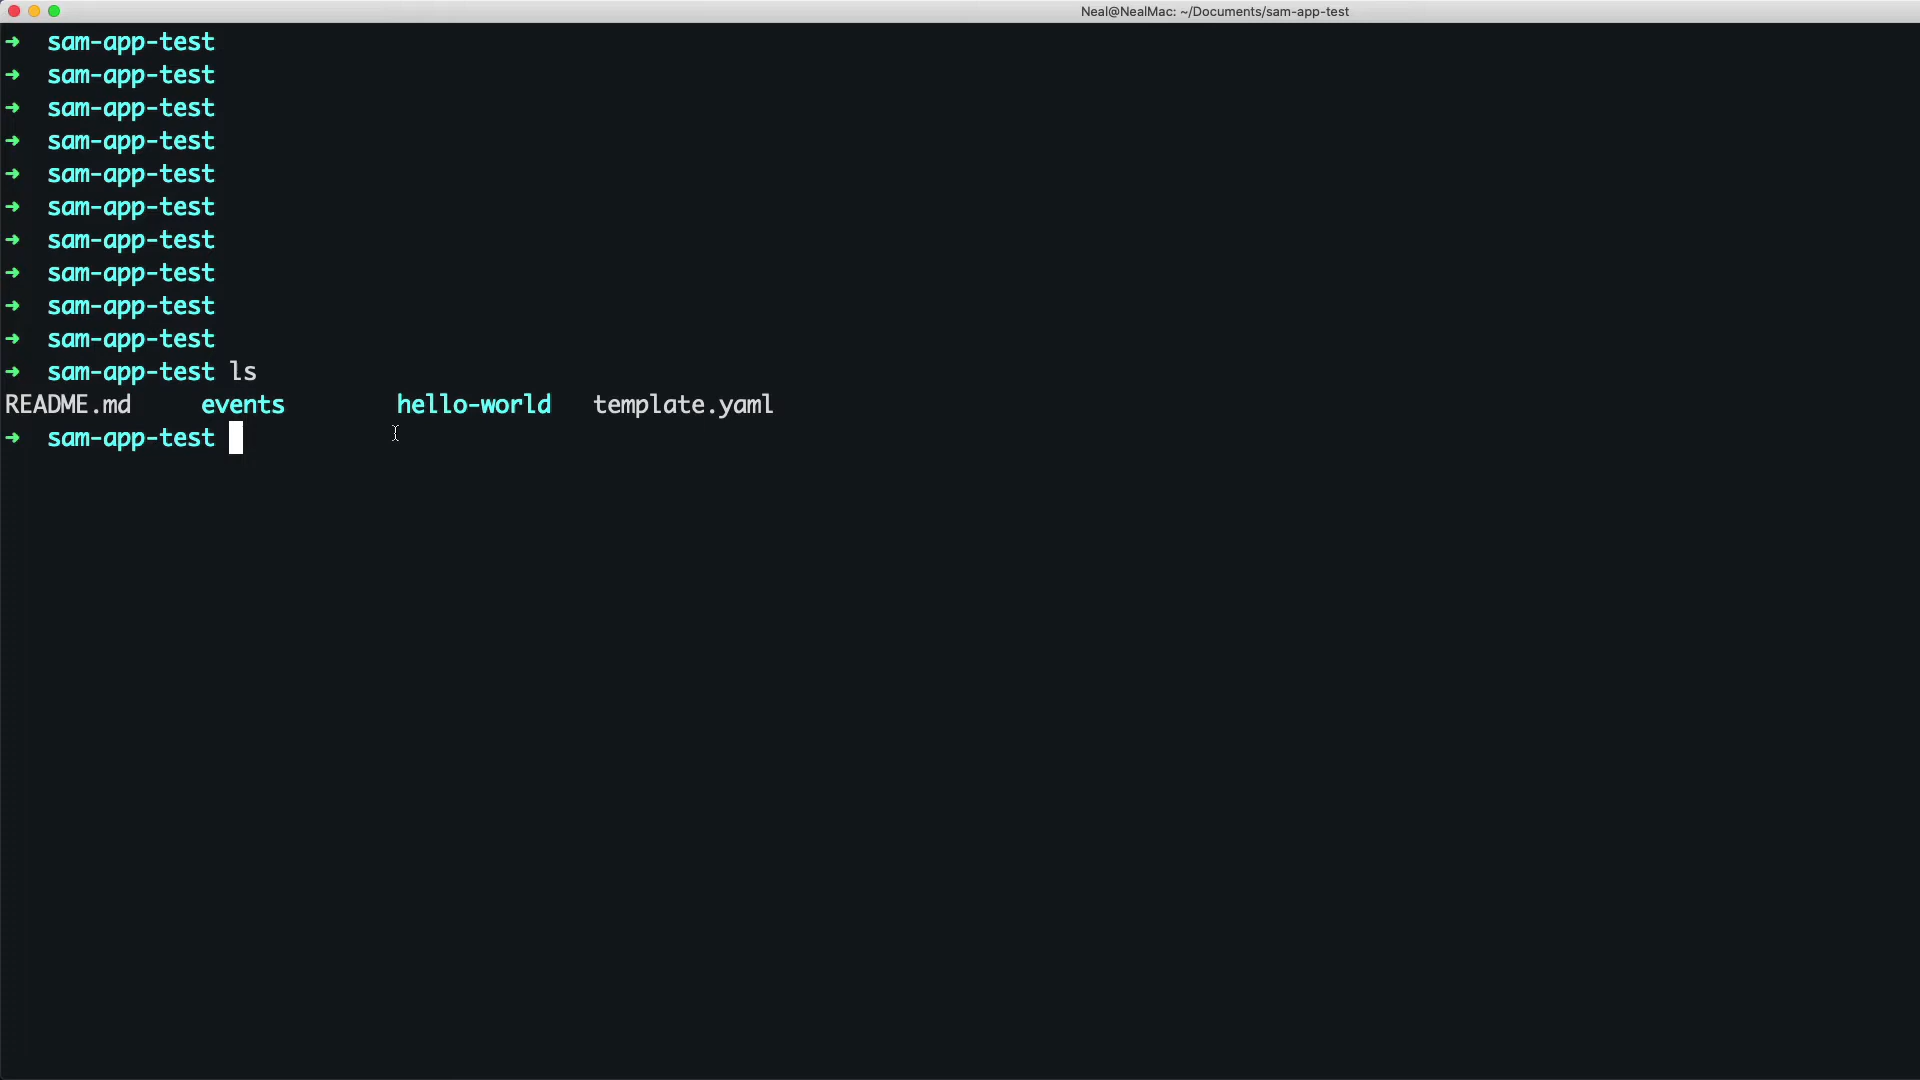 Neal@NealMac: ~/Documents/sam-app-test
➜ sam-app-test
➜ sam-app-test
➜ sam-app-test
➜ sam-app-test
➜ sam-app-test
➜ sam-app-test
➜ sam-app-test
➜ sam-app-test
➜ sam-app-test
➜ sam-app-test
➜ sam-app-test ls
README.md events hello-world template.yaml
➜ sam-app-test